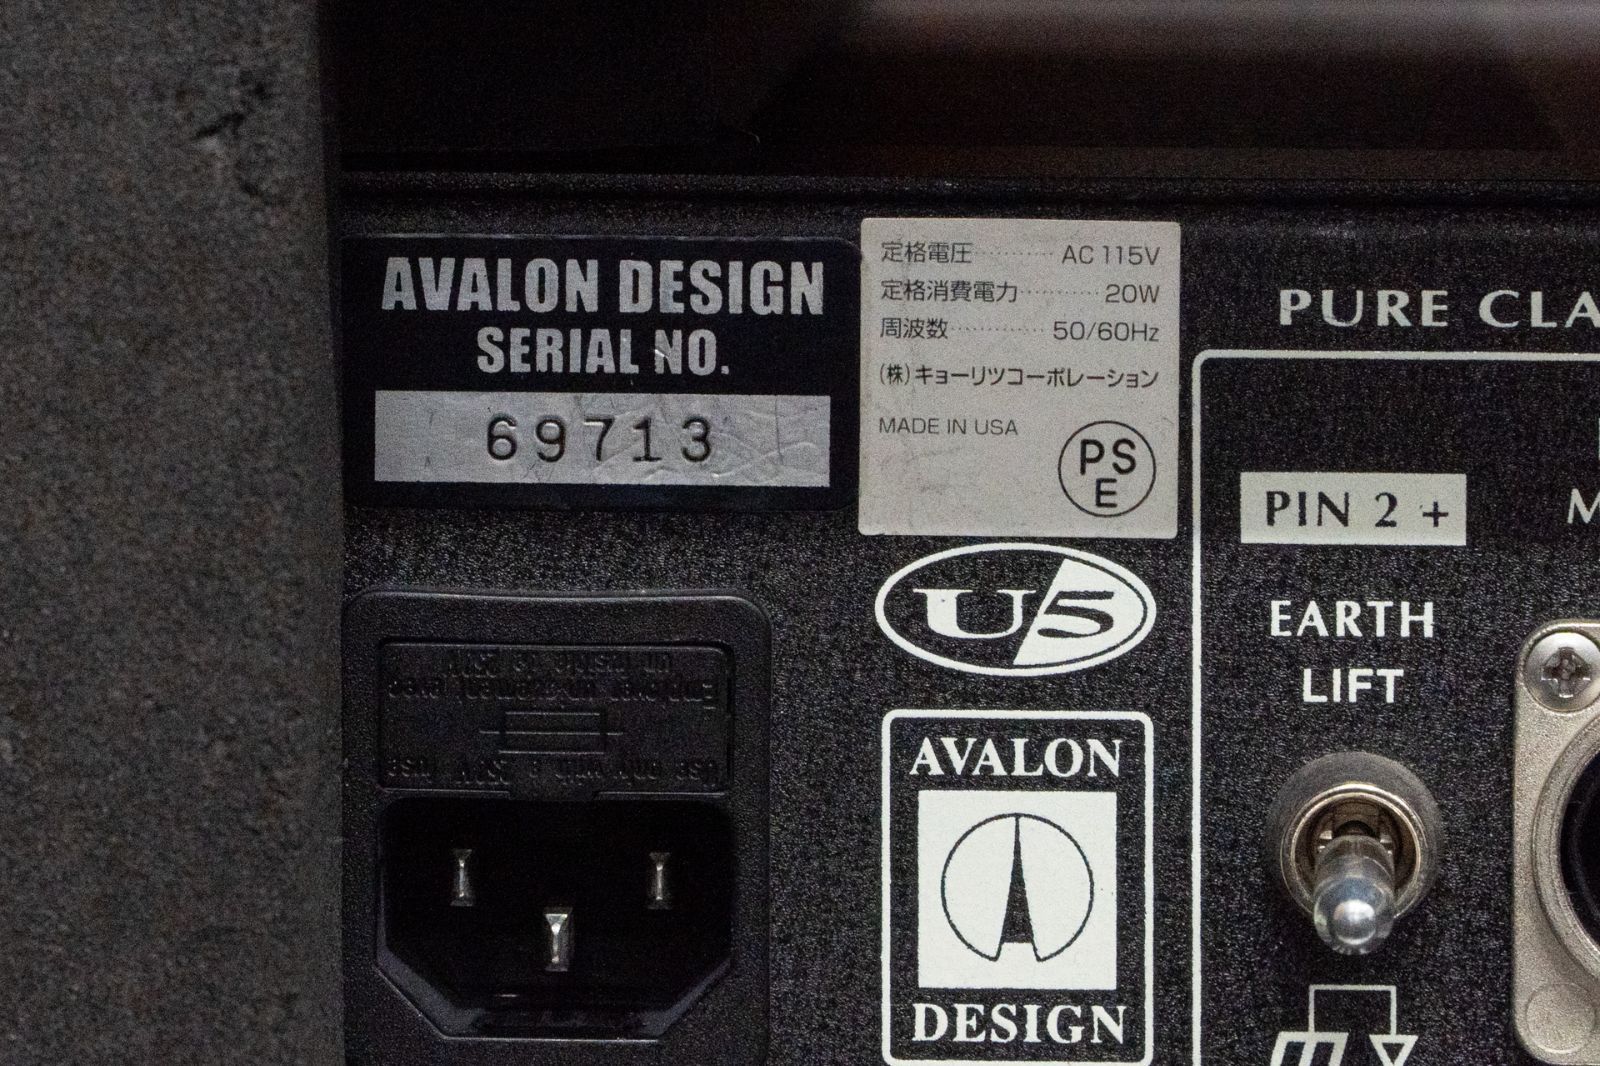 AVALON DESIGN
SERIAL NO.
69713
定格電圧············AC 115V
定格消費電力············20W
周波数·············50/60Hz
(株)キョーリツコーポレーション
MADE IN USA
PS
E
U5
AVALON
DESIGN
PURE CLA
PIN 2 +
EARTH
LIFT
M